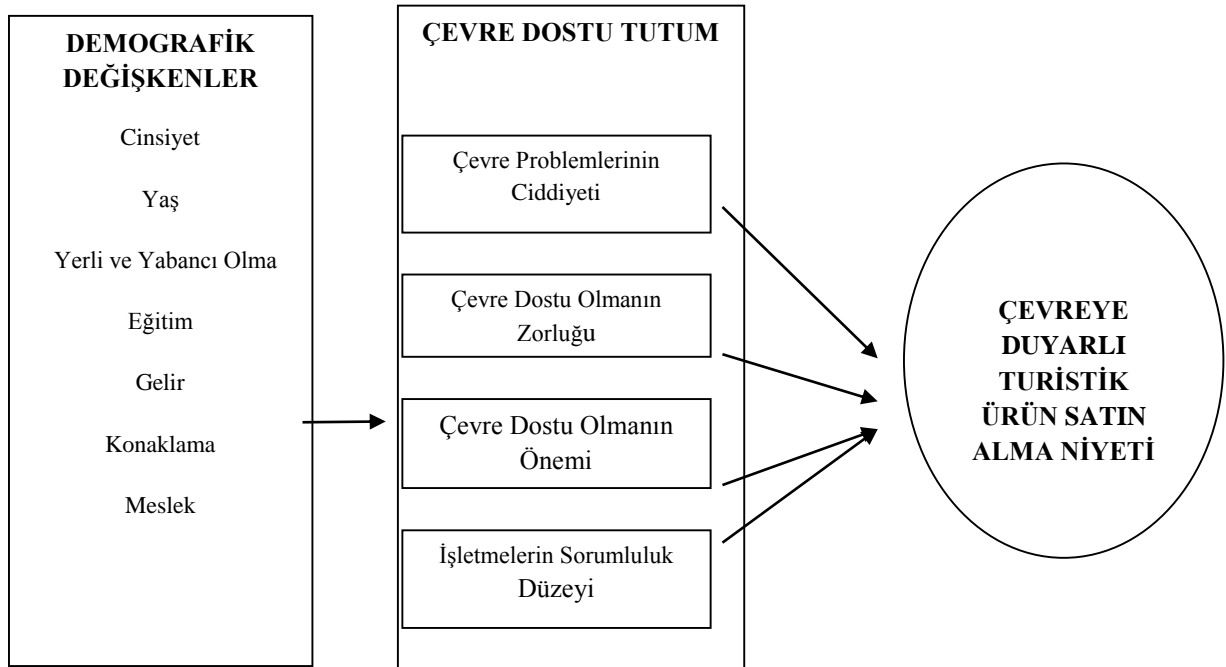 DEMOGRAFİK
DEĞİŞKENLER
Cinsiyet
Yaş
Yerli ve Yabancı Olma
Eğitim
Gelir
Konaklama
Meslek
ÇEVRE DOSTU TUTUM
Çevre Problemlerinin
Ciddiyeti
Çevre Dostu Olmanın
Zorluğu
Çevre Dostu Olmanın
Önemi
İşletmelerin Sorumluluk
Düzeyi
ÇEVREYE
DUYARLI
TURİSTİK
ÜRÜN SATIN
ALMA NİYETİ